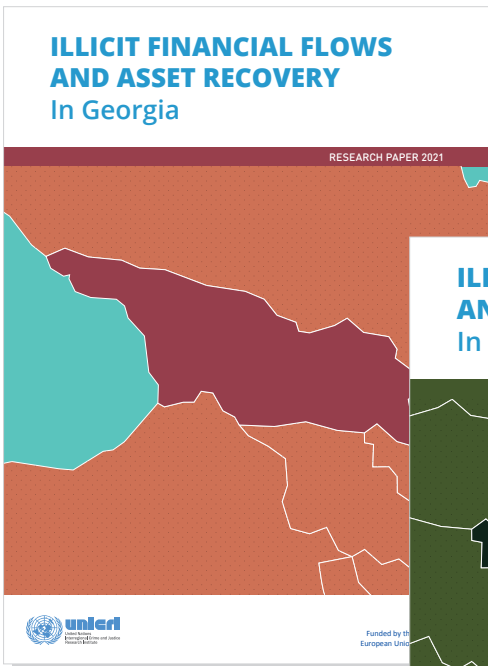 ILLICIT FINANCIAL FLOWS
AND ASSET RECOVERY
In Georgia
RESEARCH PAPER 2021
ILL
AN
In
unicri
United Nations
Interregional Crime and Justice
Research Institute
Funded by th
European Unio